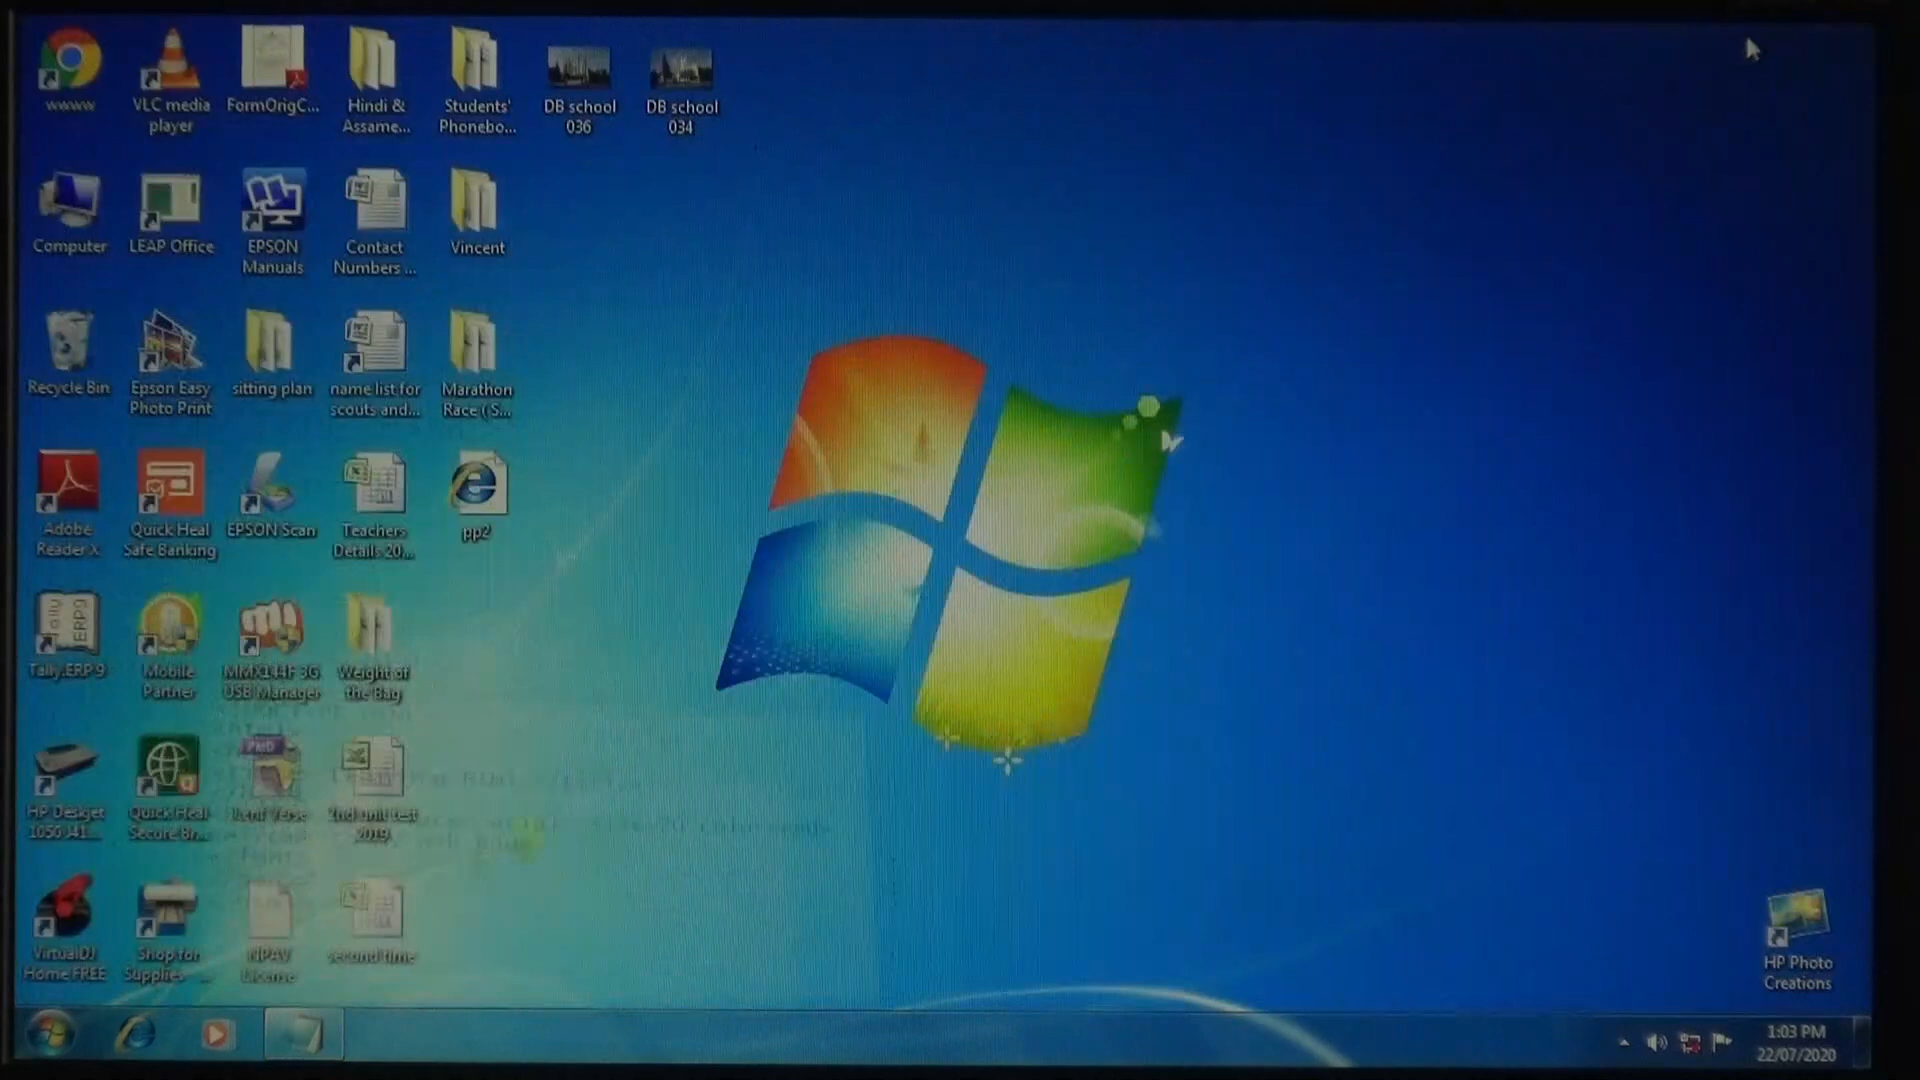 wwww
VLC media
player
FormOrigC...
Hindi &
Assame...
Students'
Phonebo...
DB school
036
DB school
034
Computer
LEAP Office
EPSON
Manuals
Contact
Numbers ...
Vincent
Recycle Bin
Epson Easy
Photo Print
sitting plan
name list for
scouts and...
Marathon
Race ( S...
Adobe
Reader X
Quick Heal
Safe Banking
EPSON Scan
Teachers
Details 20...
pp2
Tally.ERP 9
Mobile
Partner
MMX144F 3G
USB Manager
Weight of
the Bag
HP Deskjet
1050 J41...
Quick Heal
Secure Br...
PMD
Verse
2nd unit test
2019
VirtualDJ
Home FREE
Shop for
Supplies - ...
NPAV
License
second time
HP Photo
Creations
1:03 PM
22/07/2020